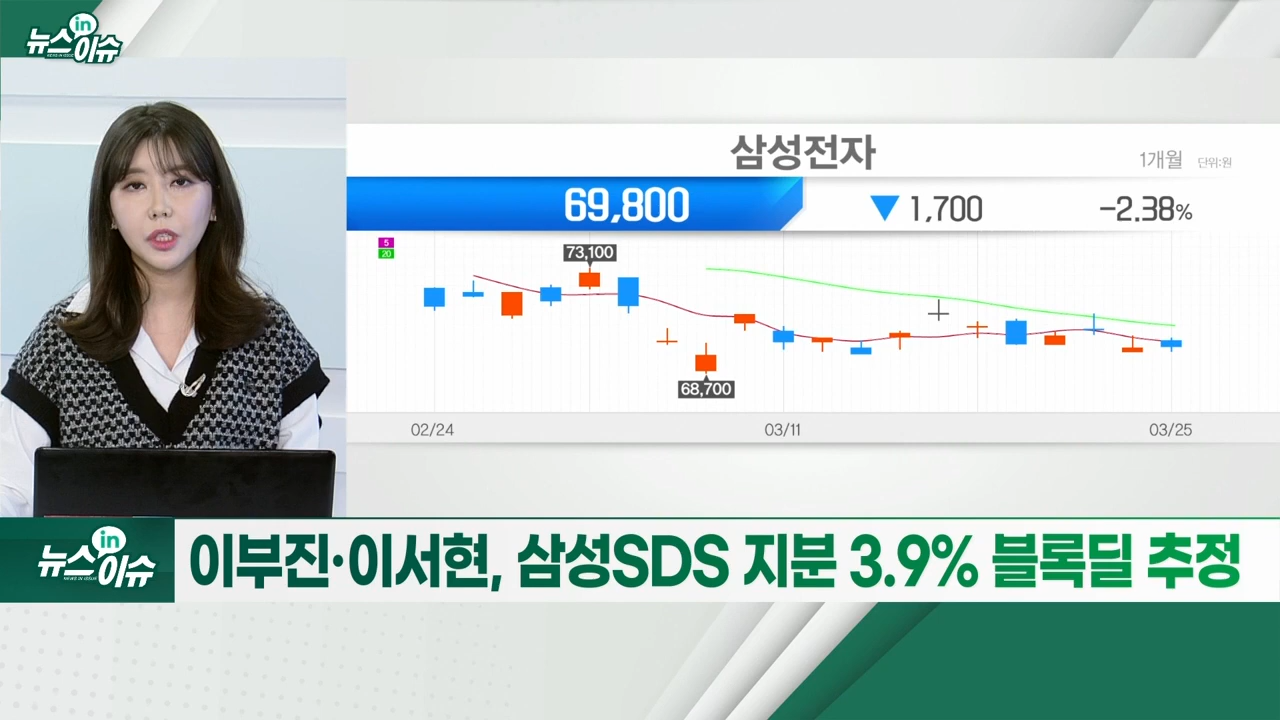 뉴스in이슈
삼성전자
1개월 단위:원
69,800 ▼ 1,700 -2.38%
5
20
73,100
68,700
02/24 03/11 03/25
뉴스in이슈
이부진·이서현, 삼성SDS 지분 3.9% 블록딜 추정